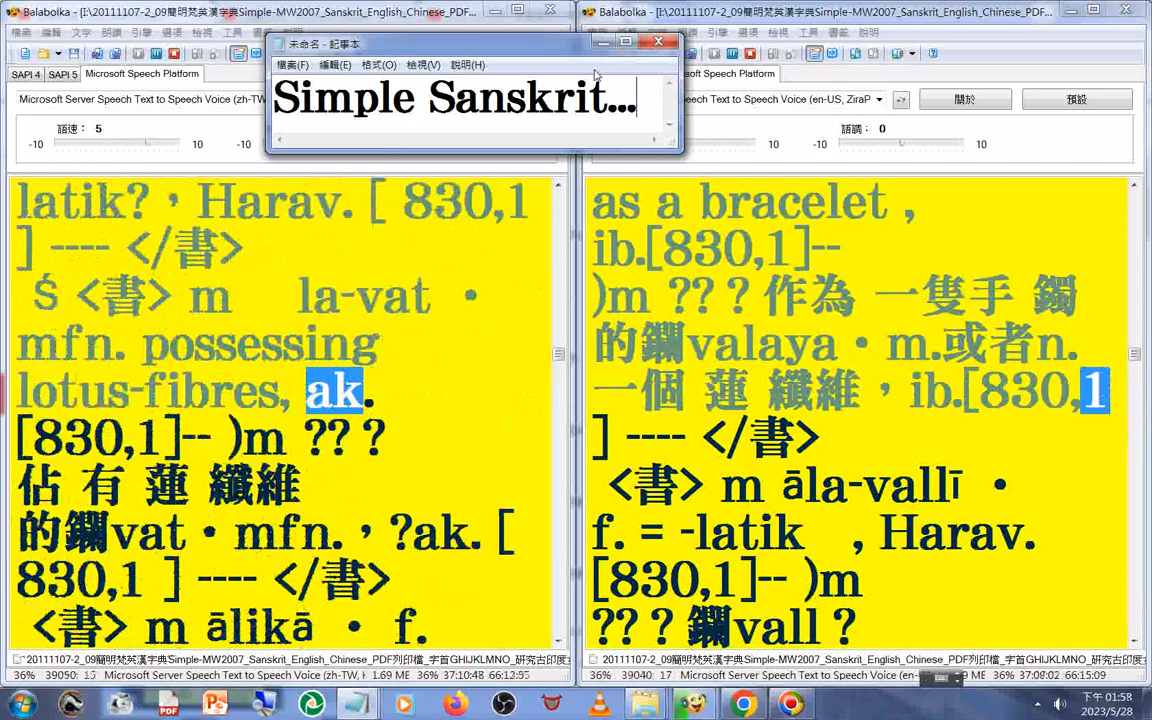 Balabolka - [I:\20111107-2_09簡明梵英漢字典Simple-MW2007_Sanskrit_English_Chinese_PDF...
Balabolka - [I:\20111107-2_09簡明梵英漢字典Simple-MW2007_Sanskrit_English_Chinese_PDF...
未命名 - 記事本
檔案(F) 編輯(E) 格式(O) 檢視(V) 說明(H)
Simple Sanskrit...
SAPI 4 SAPI 5 Microsoft Speech Platform
Speech Platform
Microsoft Server Speech Text to Speech Voice (zh-TW
ech Text to Speech Voice (en-US, ZiraP
關於
預設
語速： 5
-10 10 -10
語調： 0
10 -10 10
latik?，Harav. [ 830,1
] ---- </書>
Ś <書> m la-vat •
mfn. possessing
lotus-fibres, ak.
[830,1]-- )m ???
佔 有 蓮 纖維
的鑭vat•mfn.，?ak. [
830,1 ] ---- </書>
<書> m ālikā • f.
as a bracelet ,
ib.[830,1]--
)m ???作為 一隻手 鐲
的鑭valaya•m.或者n.
一個 蓮 纖維，ib.[830,1
] ---- </書>
<書> m āla-vallī •
f. = -latik , Harav.
[830,1]-- )m
???鑭vall?
20111107-2_09簡明梵英漢字典Simple-MW2007_Sanskrit_English_Chinese_PDF列印檔_字首GHIJKLMNO_研究古印度
20111107-2_09簡明梵英漢字典Simple-MW2007_Sanskrit_English_Chinese_PDF列印檔_字首GHIJKLMNO_研究古印度
36% 39050: 17 Microsoft Server Speech Text to Speech Voice (zh-TW, H 1.69 MB 36% 37:10:48 66:12:55
36% 39040: 17 Microsoft Server Speech Text to Speech Voice 36% 37:09:02 66:15:09
下午 01:58
2023/5/28